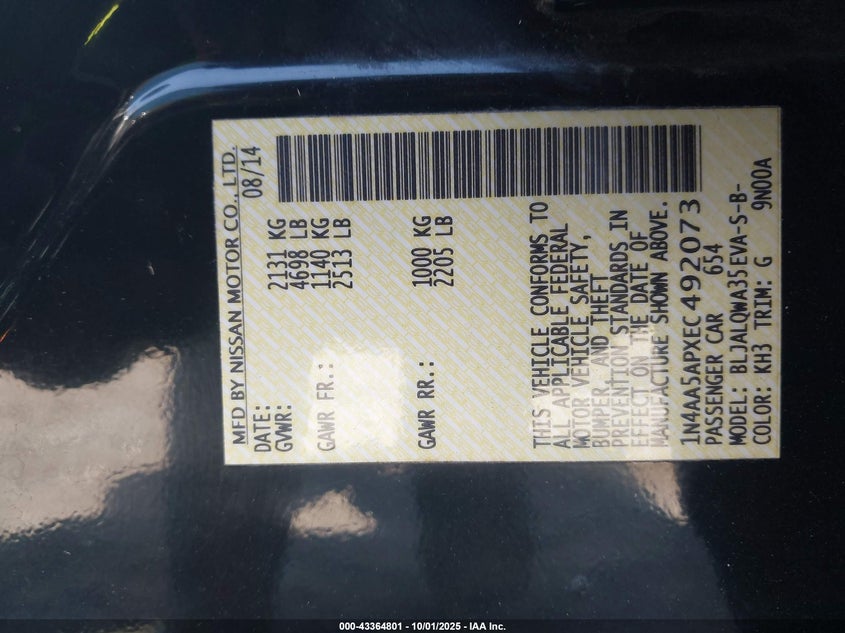 MFD BY NISSAN MOTOR CO., LTD.
DATE: 08/14
GVWR: 2131 KG
4698 LB
GAWR FR.: 1140 KG
2513 LB
GAWR RR.: 1000 KG
2205 LB
THIS VEHICLE CONFORMS TO
ALL APPLICABLE FEDERAL
MOTOR VEHICLE SAFETY,
BUMPER, AND THEFT
PREVENTION STANDARDS IN
EFFECT ON THE DATE OF
MANUFACTURE SHOWN ABOVE.
1N4AA5APXEC492073
PASSENGER CAR 654
MODEL: BLJALQWA35EVA-S-B-
COLOR: KH3 TRIM: G 9N00A
000-43364801 - 10/01/2025 - IAA Inc.